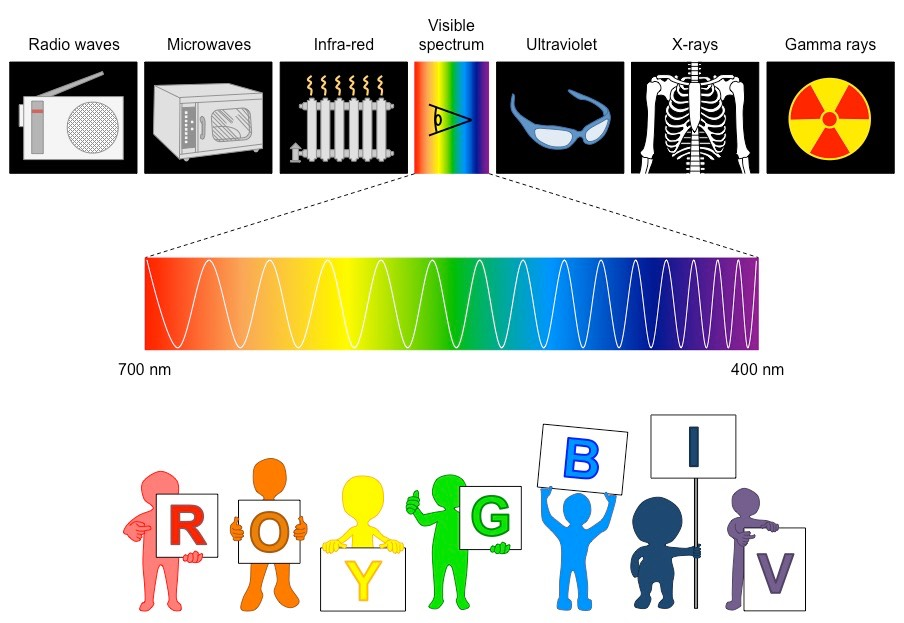 Radio waves
Microwaves
Infra-red
Visible
spectrum
Ultraviolet
X-rays
Gamma rays
700 nm
400 nm
R
O
Y
G
B
I
V